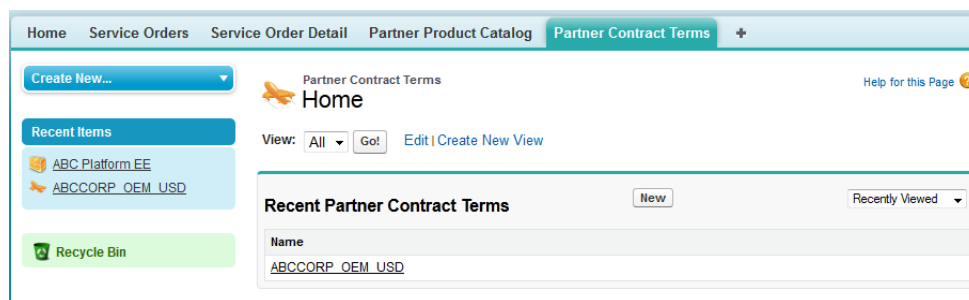 Home Service Orders Service Order Detail Partner Product Catalog Partner Contract Terms +
Create New...
Recent Items
ABC Platform EE
ABCCORP_OEM_USD
Recycle Bin
Partner Contract Terms
Home
Help for this Page ?
View: All Go! Edit | Create New View
Recent Partner Contract Terms New Recently Viewed
Name
ABCCORP_OEM_USD